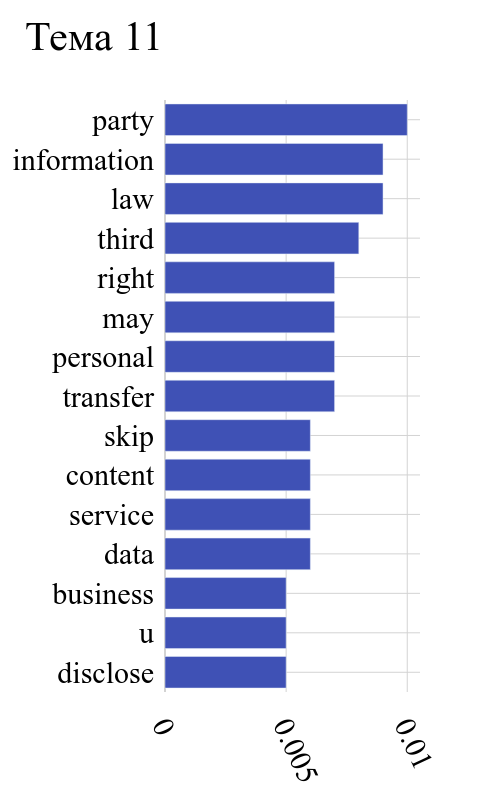 Тема 11
party
information
law
third
right
may
personal
transfer
skip
content
service
data
business
u
disclose
0
0.005
0.01